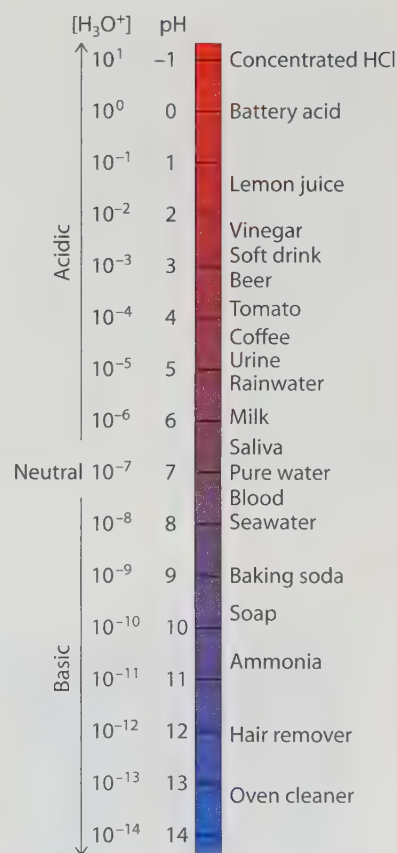 [H₃O⁺] pH
10¹ –1 Concentrated HCl
10⁰ 0 Battery acid
10⁻¹ 1
Lemon juice
10⁻² 2
Vinegar
Soft drink
10⁻³ 3
Beer
Tomato
10⁻⁴ 4
Coffee
Urine
10⁻⁵ 5
Rainwater
10⁻⁶ 6 Milk
Acidic
Saliva
Neutral 10⁻⁷ 7 Pure water
Blood
10⁻⁸ 8 Seawater
10⁻⁹ 9 Baking soda
Soap
10⁻¹⁰ 10
Ammonia
10⁻¹¹ 11
10⁻¹² 12 Hair remover
10⁻¹³ 13
Oven cleaner
10⁻¹⁴ 14
Basic